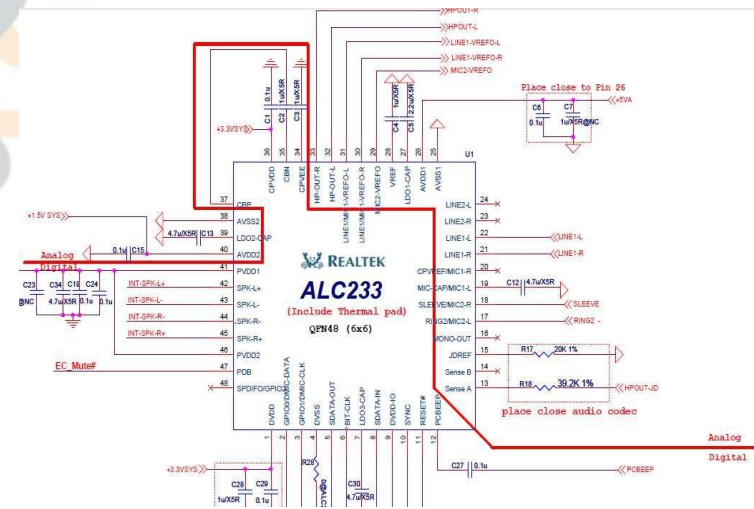 HPOUT-R
HPOUT-L
LINE1-VREFO-L
LINE1-VREFO-R
MIC2-VREFO
Place close to Pin 26
+5VA
C6
0.1u
C7
1u/X5R@NC
C1
0.1u
C2
1u/X5R
C3
1u/X5R
C4
1u/X5R
C5
2.2u/X5R
+3.3VSYS
36
35
34
33
32
31
30
29
28
27
26
25
U1
CPVDD
CBN
CPVEE
HP-OUT-R
HP-OUT-L
LINE1/MIC1-VREFO-L
LINE1/MIC1-VREFO-R
MIC2-VREFO
VREF
LDO1-CAP
AVDD1
AVSS1
37
CBP
38
AVSS2
39
LDO2-CAP
40
AVDD2
41
PVDD1
42
SPK-L+
43
SPK-L-
44
SPK-R-
45
SPK-R+
46
PVDD2
47
PDB
48
SPDIFO/GPIO2
+1.5V SYS
4.7u/X5R
C13
0.1u
C15
Analog
Digital
C23
@NC
C34
4.7u/X5R
C19
0.1u
C24
0.1u
INT-SPK-L+
INT-SPK-L-
INT-SPK-R-
INT-SPK-R+
EC_Mute#
REALTEK
ALC233
(Include Thermal pad)
QFN48 (6x6)
LINE2-L
24
LINE2-R
23
LINE1-L
22
LINE1-L
LINE1-R
21
LINE1-R
CPVREF/MIC1-R
20
MIC-CAP/MIC1-L
19
C12
4.7u/X5R
SLEEVE/MIC2-R
18
SLEEVE
RING2/MIC2-L
17
RING2 -
MONO-OUT
16
JDREF
15
R17
20K 1%
Sense B
14
Sense A
13
R18
39.2K 1%
HPOUT-JD
place close audio codec
DVDD
GPIO0/DMIC-DATA
GPIO1/DMIC-CLK
DVSS
SDATA-OUT
BIT-CLK
LDO3-CAP
SDATA-IN
DVDD-IO
SYNC
RESET#
PCBEEP
1
2
3
4
5
6
7
8
9
10
11
12
Analog
Digital
+3.3VSYS
C28
1u/X5R
C29
0.1u
R28
C30
4.7u/X5R
C27
0.1u
PCBEEP